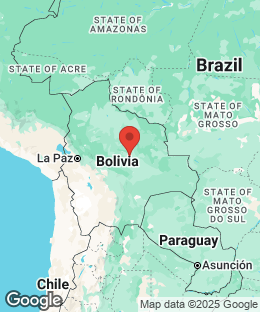 STATE OF
AMAZONAS
Brazil
STATE OF ACRE
STATE OF
RONDÔNIA
STATE OF
MATO
GROSSO
La Paz
Bolivia
STATE OF
MATO
GROSSO
DO SUL
Paraguay
Asunción
Chile
Map data ©2025 Google